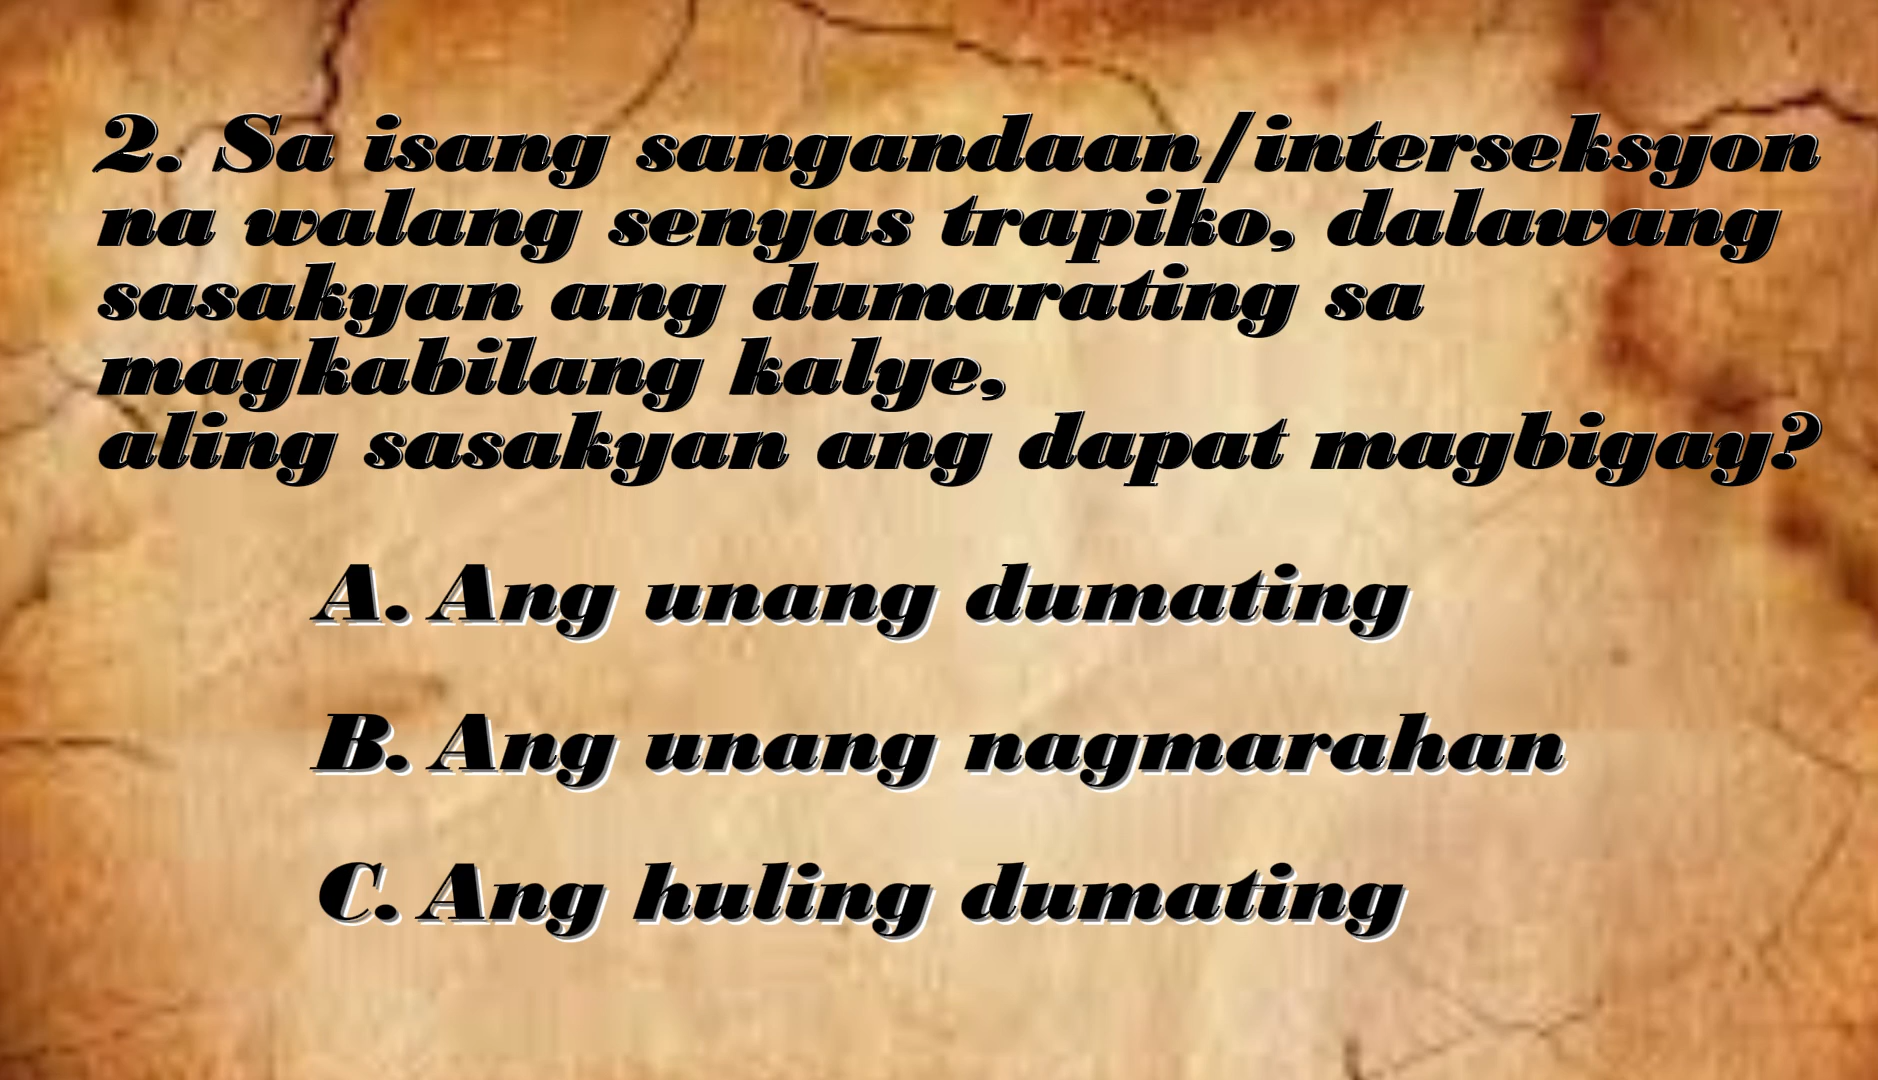 2. Sa isang sangandaan/interseksyon
na walang senyas trapiko, dalawang
sasakyan ang dumarating sa
magkabilang kalye,
aling sasakyan ang dapat magbigay?
A. Ang unang dumating
B. Ang unang nagmarahan
C. Ang huling dumating